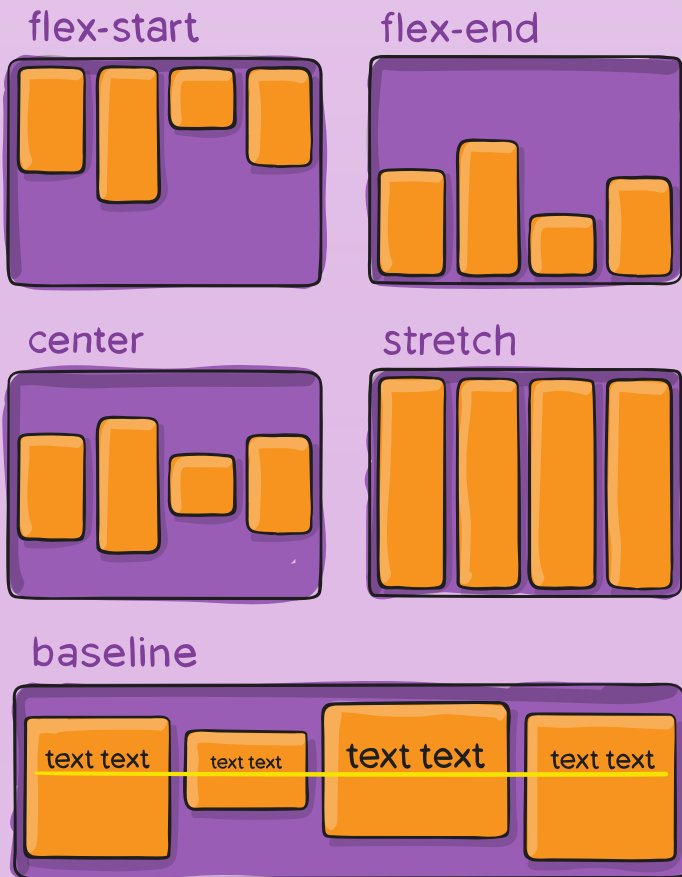 flex-start
flex-end
center
stretch
baseline
text text
text text
text text
text text